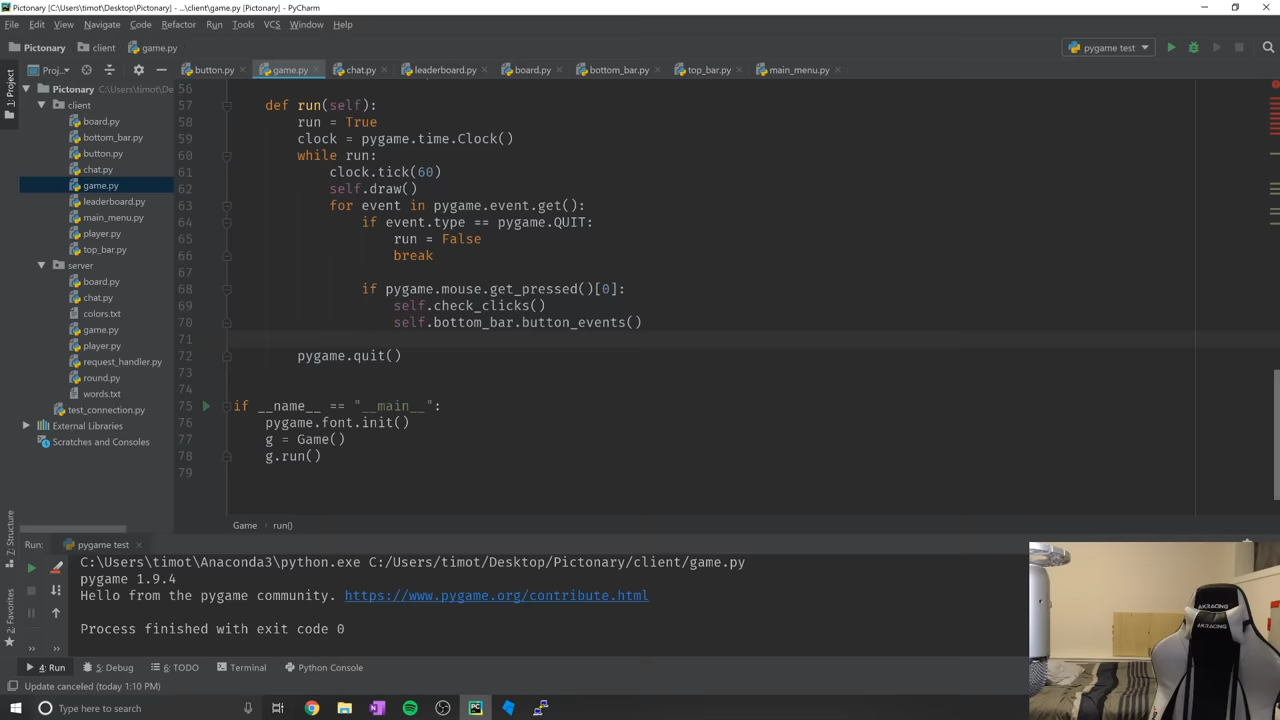 Pictonary [C:\Users\timot\Desktop\Pictonary] - ...\client\game.py [Pictonary] - PyCharm
File Edit View Navigate Code Refactor Run Tools VCS Window Help
Pictonary client game.py pygame test
1: Project
Proj... button.py game.py chat.py leaderboard.py board.py bottom_bar.py top_bar.py main_menu.py
Pictonary C:\Users\timot\De
client
board.py
bottom_bar.py
button.py
chat.py
game.py
leaderboard.py
main_menu.py
player.py
top_bar.py
server
board.py
chat.py
colors.txt
game.py
player.py
request_handler.py
round.py
words.txt
test_connection.py
External Libraries
Scratches and Consoles
56
57 def run(self):
58 run = True
59 clock = pygame.time.Clock()
60 while run:
61 clock.tick(60)
62 self.draw()
63 for event in pygame.event.get():
64 if event.type == pygame.QUIT:
65 run = False
66 break
67
68 if pygame.mouse.get_pressed()[0]:
69 self.check_clicks()
70 self.bottom_bar.button_events()
71
72 pygame.quit()
73
74
75 if __name__ == "__main__":
76 pygame.font.init()
77 g = Game()
78 g.run()
79
Game run()
7: Structure
2: Favorites
Run: pygame test
C:\Users\timot\Anaconda3\python.exe C:/Users/timot/Desktop/Pictonary/client/game.py
pygame 1.9.4
Hello from the pygame community. https://www.pygame.org/contribute.html
Process finished with exit code 0
4: Run 5: Debug 6: TODO Terminal Python Console
Update canceled (today 1:10 PM)
Type here to search
AKRACING
AKRACING